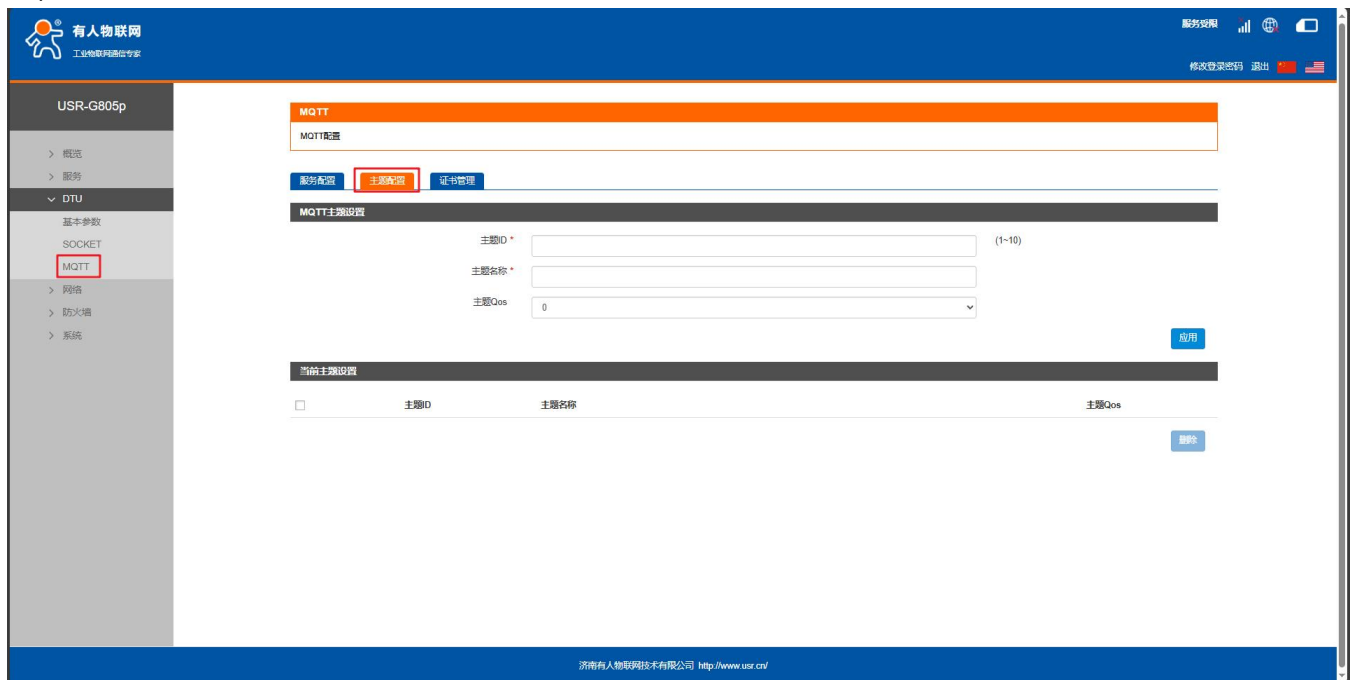 有人物联网
工业物联网通信专家
服务受限
修改登录密码 退出
USR-G805p
概览
服务
DTU
基本参数
SOCKET
MQTT
网络
防火墙
系统
MQTT
MQTT配置
服务配置 主题配置 证书管理
MQTT主题设置
主题ID * (1~10)
主题名称 *
主题Qos 0
应用
当前主题设置
主题ID 主题名称 主题Qos
删除
济南有人物联网技术有限公司 http://www.usr.cn/